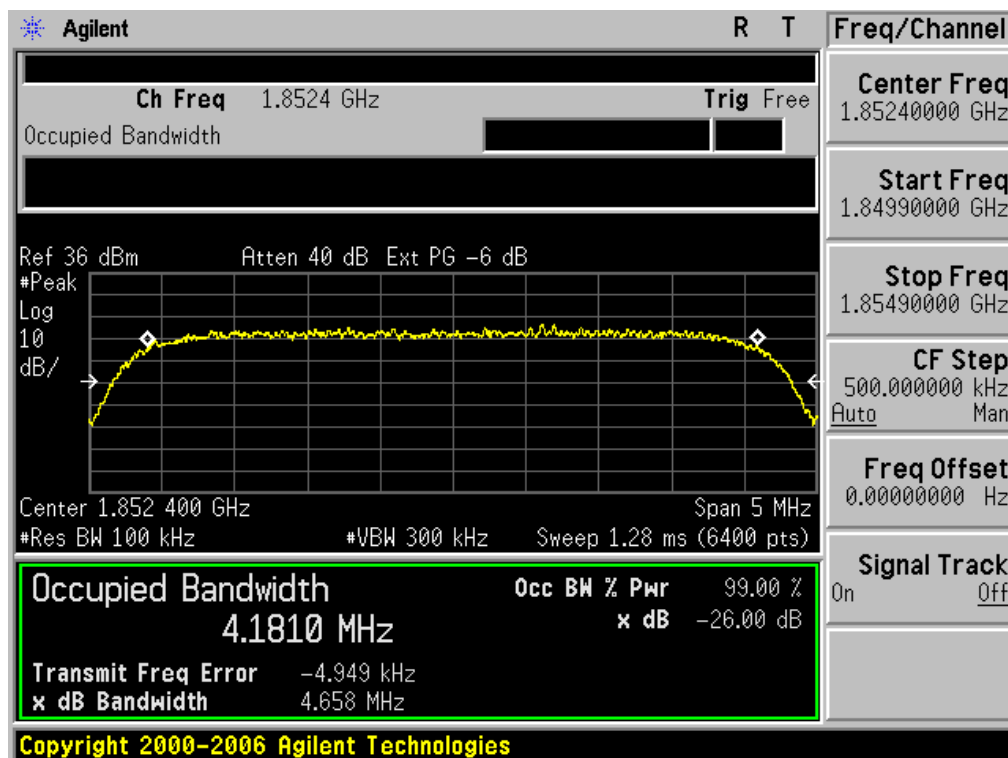 Agilent R T
Freq/Channel
Ch Freq 1.8524 GHz Trig Free
Occupied Bandwidth
Center Freq
1.85240000 GHz
Start Freq
1.84990000 GHz
Stop Freq
1.85490000 GHz
CF Step
500.000000 kHz
Auto Man
Freq Offset
0.00000000 Hz
Signal Track
On Off
Ref 36 dBm Atten 40 dB Ext PG -6 dB
#Peak
Log
10
dB/
Center 1.852 400 GHz Span 5 MHz
#Res BW 100 kHz #VBW 300 kHz Sweep 1.28 ms (6400 pts)
Occupied Bandwidth Occ BW % Pwr 99.00 %
4.1810 MHz x dB -26.00 dB
Transmit Freq Error -4.949 kHz
x dB Bandwidth 4.658 MHz
Copyright 2000-2006 Agilent Technologies